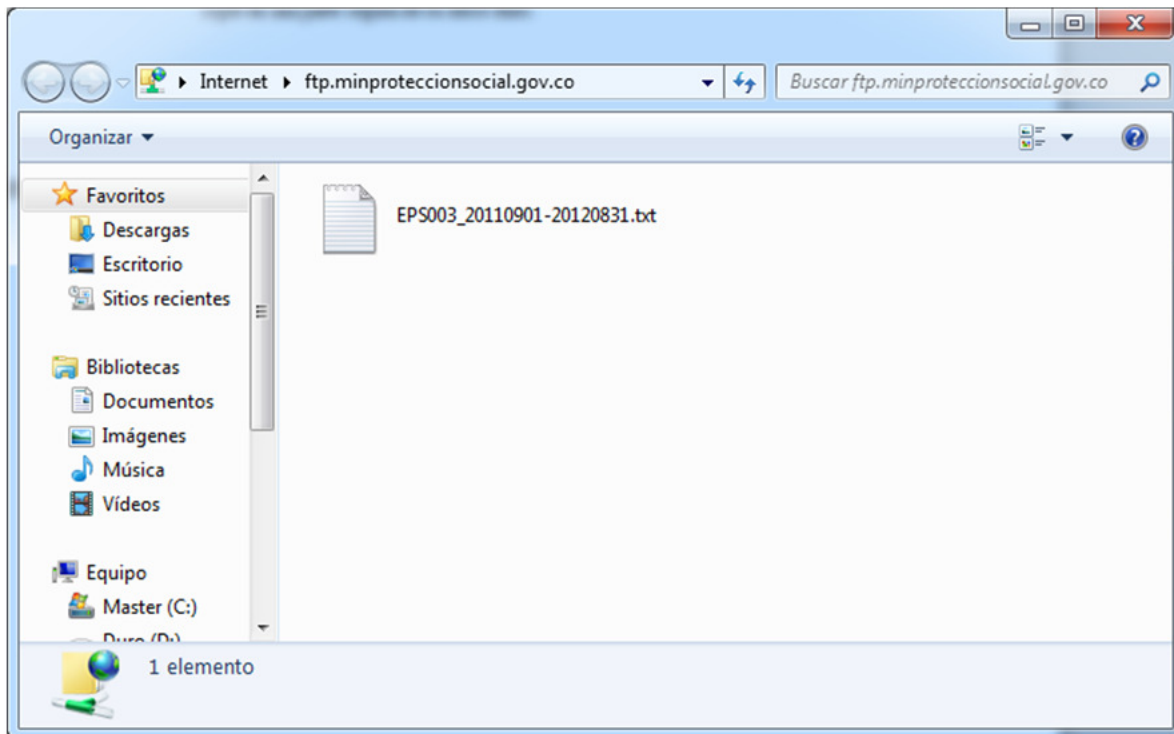 Internet ▸ ftp.minproteccionsocial.gov.co
Buscar ftp.minproteccionsocial.gov.co
Organizar
Favoritos
Descargas
Escritorio
Sitios recientes
Bibliotecas
Documentos
Imágenes
Música
Vídeos
Equipo
Master (C:)
Duro (D:)
EPS003_20110901-20120831.txt
1 elemento